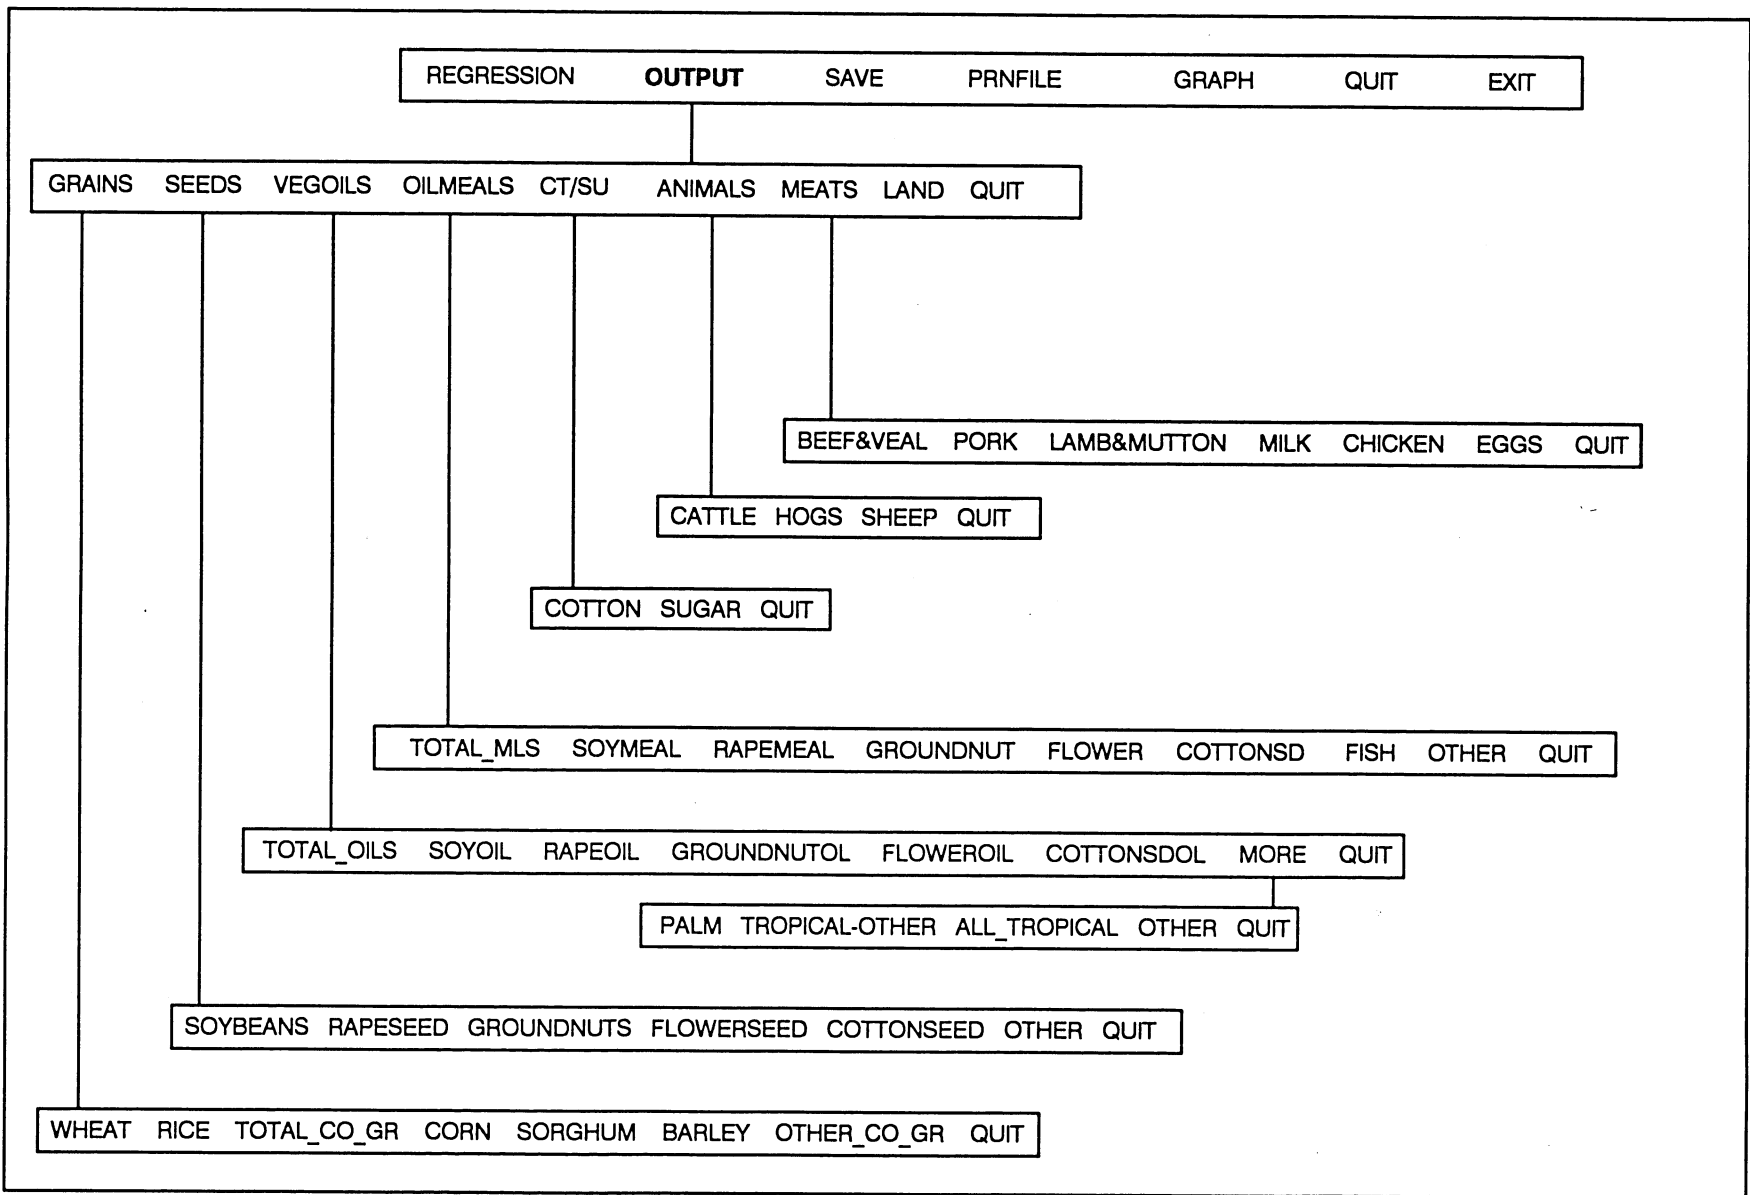 REGRESSION OUTPUT SAVE PRNFILE GRAPH QUIT EXIT
GRAINS SEEDS VEGOILS OILMEALS CT/SU ANIMALS MEATS LAND QUIT
BEEF&VEAL PORK LAMB&MUTTON MILK CHICKEN EGGS QUIT
CATTLE HOGS SHEEP QUIT
COTTON SUGAR QUIT
TOTAL_MLS SOYMEAL RAPEMEAL GROUNDNUT FLOWER COTTONSD FISH OTHER QUIT
TOTAL_OILS SOYOIL RAPEOIL GROUNDNUTOL FLOWEROIL COTTONSDOL MORE QUIT
PALM TROPICAL-OTHER ALL_TROPICAL OTHER QUIT
SOYBEANS RAPESEED GROUNDNUTS FLOWERSEED COTTONSEED OTHER QUIT
WHEAT RICE TOTAL_CO_GR CORN SORGHUM BARLEY OTHER_CO_GR QUIT